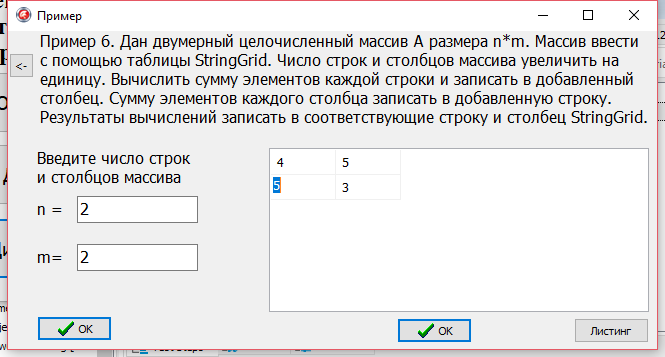 Пример
Пример 6. Дан двумерный целочисленный массив A размера n*m. Массив ввести
с помощью таблицы StringGrid. Число строк и столбцов массива увеличить на
<-
единицу. Вычислить сумму элементов каждой строки и записать в добавленный
столбец. Сумму элементов каждого столбца записать в добавленную строку.
Результаты вычислений записать в соответствующие строку и столбец StringGrid.
Введите число строк
и столбцов массива
n = 2
m= 2
4 5
5 3
OK
OK
Листинг